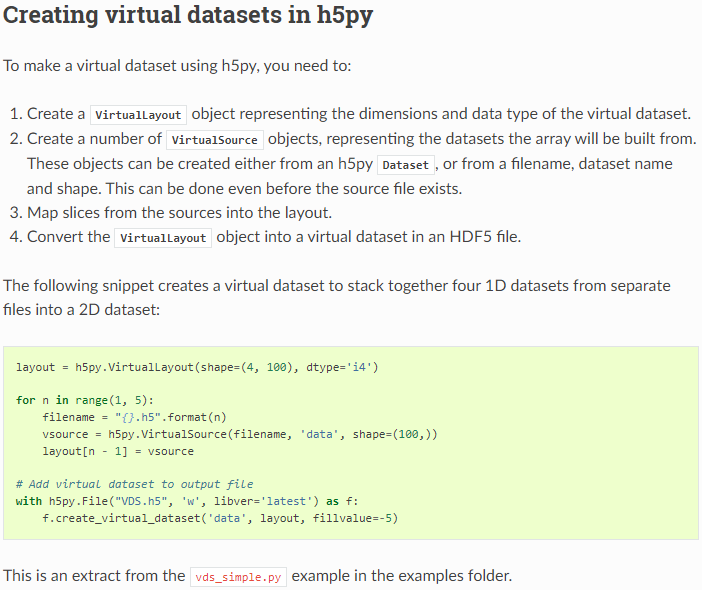 Creating virtual datasets in h5py
To make a virtual dataset using h5py, you need to:
1. Create a VirtualLayout object representing the dimensions and data type of the virtual dataset.
2. Create a number of VirtualSource objects, representing the datasets the array will be built from.
These objects can be created either from an h5py Dataset, or from a filename, dataset name
and shape. This can be done even before the source file exists.
3. Map slices from the sources into the layout.
4. Convert the VirtualLayout object into a virtual dataset in an HDF5 file.
The following snippet creates a virtual dataset to stack together four 1D datasets from separate
files into a 2D dataset:
layout = h5py.VirtualLayout(shape=(4, 100), dtype='i4')
for n in range(1, 5):
    filename = "{}.h5".format(n)
    vsource = h5py.VirtualSource(filename, 'data', shape=(100,))
    layout[n - 1] = vsource
# Add virtual dataset to output file
with h5py.File("VDS.h5", 'w', libver='latest') as f:
    f.create_virtual_dataset('data', layout, fillvalue=-5)
This is an extract from the vds_simple.py example in the examples folder.